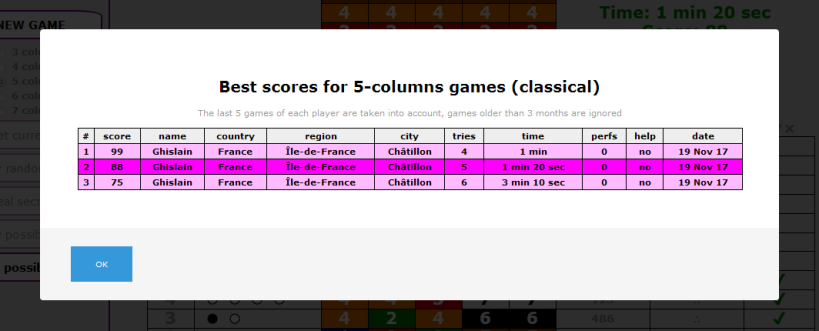 4 4 4 4 4
Time: 1 min 20 sec
NEW GAME
3 colu
4 col
5 col
6 col
7 col
Best scores for 5-columns games (classical)
The last 5 games of each player are taken into account, games older than 3 months are ignored
# score name country region city tries time perfs help date
1 99 Ghislain France Île-de-France Châtillon 4 1 min 0 no 19 Nov 17
2 88 Ghislain France Île-de-France Châtillon 5 1 min 20 sec 0 no 19 Nov 17
3 75 Ghislain France Île-de-France Châtillon 6 3 min 10 sec 0 no 19 Nov 17
possib
possib
OK
3 4 2 4 6 6 486